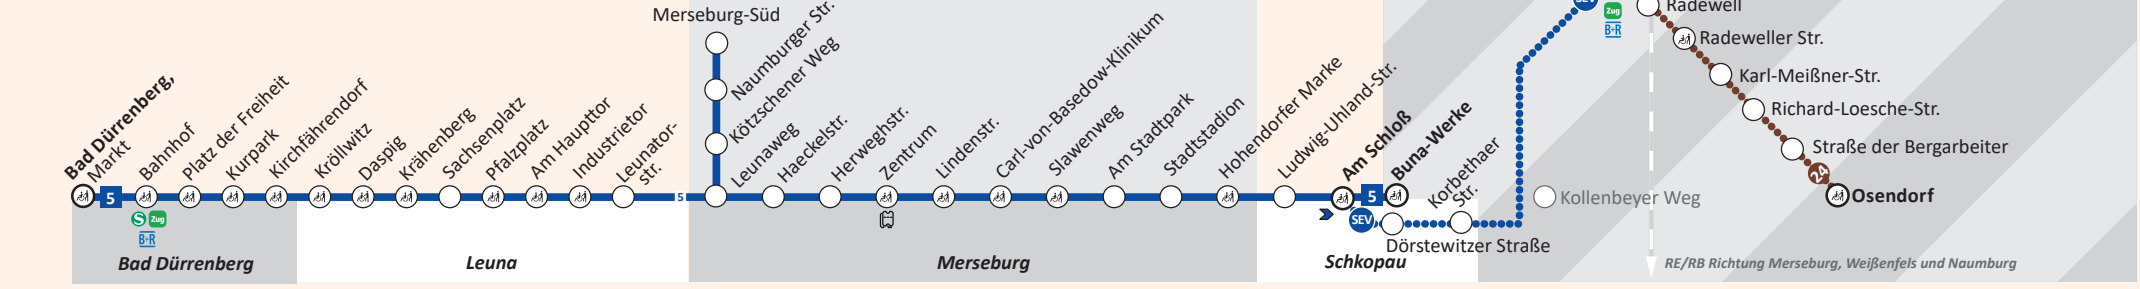 Merseburg-Süd
Naumburger Str.
Kötzschener Weg
Bad Dürrenberg,
Markt
5
Bahnhof
Platz der Freiheit
Kurpark
Kirchfährendorf
Kröllwitz
Daspig
Krähenberg
Sachsenplatz
Pfalzplatz
Am Haupttor
Industrietor
Leunator-
str.
5
Leunaweg
Haeckelstr.
Herweghstr.
Zentrum
Lindenstr.
Carl-von-Basedow-Klinikum
Slawenweg
Am Stadtpark
Stadtstadion
Hohendorfer Marke
Ludwig-Uhland-Str.
Am Schloß
5
Buna-Werke
Korbethaer
Str.
SEV
Dörstewitzer Straße
S Zug
B+R
Bad Dürrenberg
Leuna
Merseburg
Schkopau
SEV
Zug
B+R
Kollenbeyer Weg
Radewell
Radeweller Str.
Karl-Meißner-Str.
Richard-Loesche-Str.
Straße der Bergarbeiter
24
Osendorf
RE/RB Richtung Merseburg, Weißenfels und Naumburg